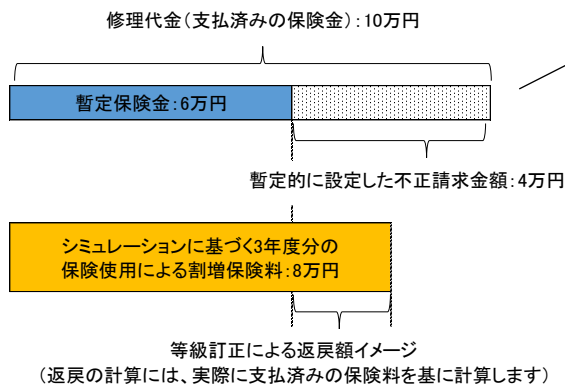 修理代金（支払済みの保険金）：10万円
暫定保険金：6万円
暫定的に設定した不正請求金額：4万円
シミュレーションに基づく3年度分の
保険使用による割増保険料：8万円
等級訂正による返戻額イメージ
（返戻の計算には、実際に支払済みの保険料を基に計算します）